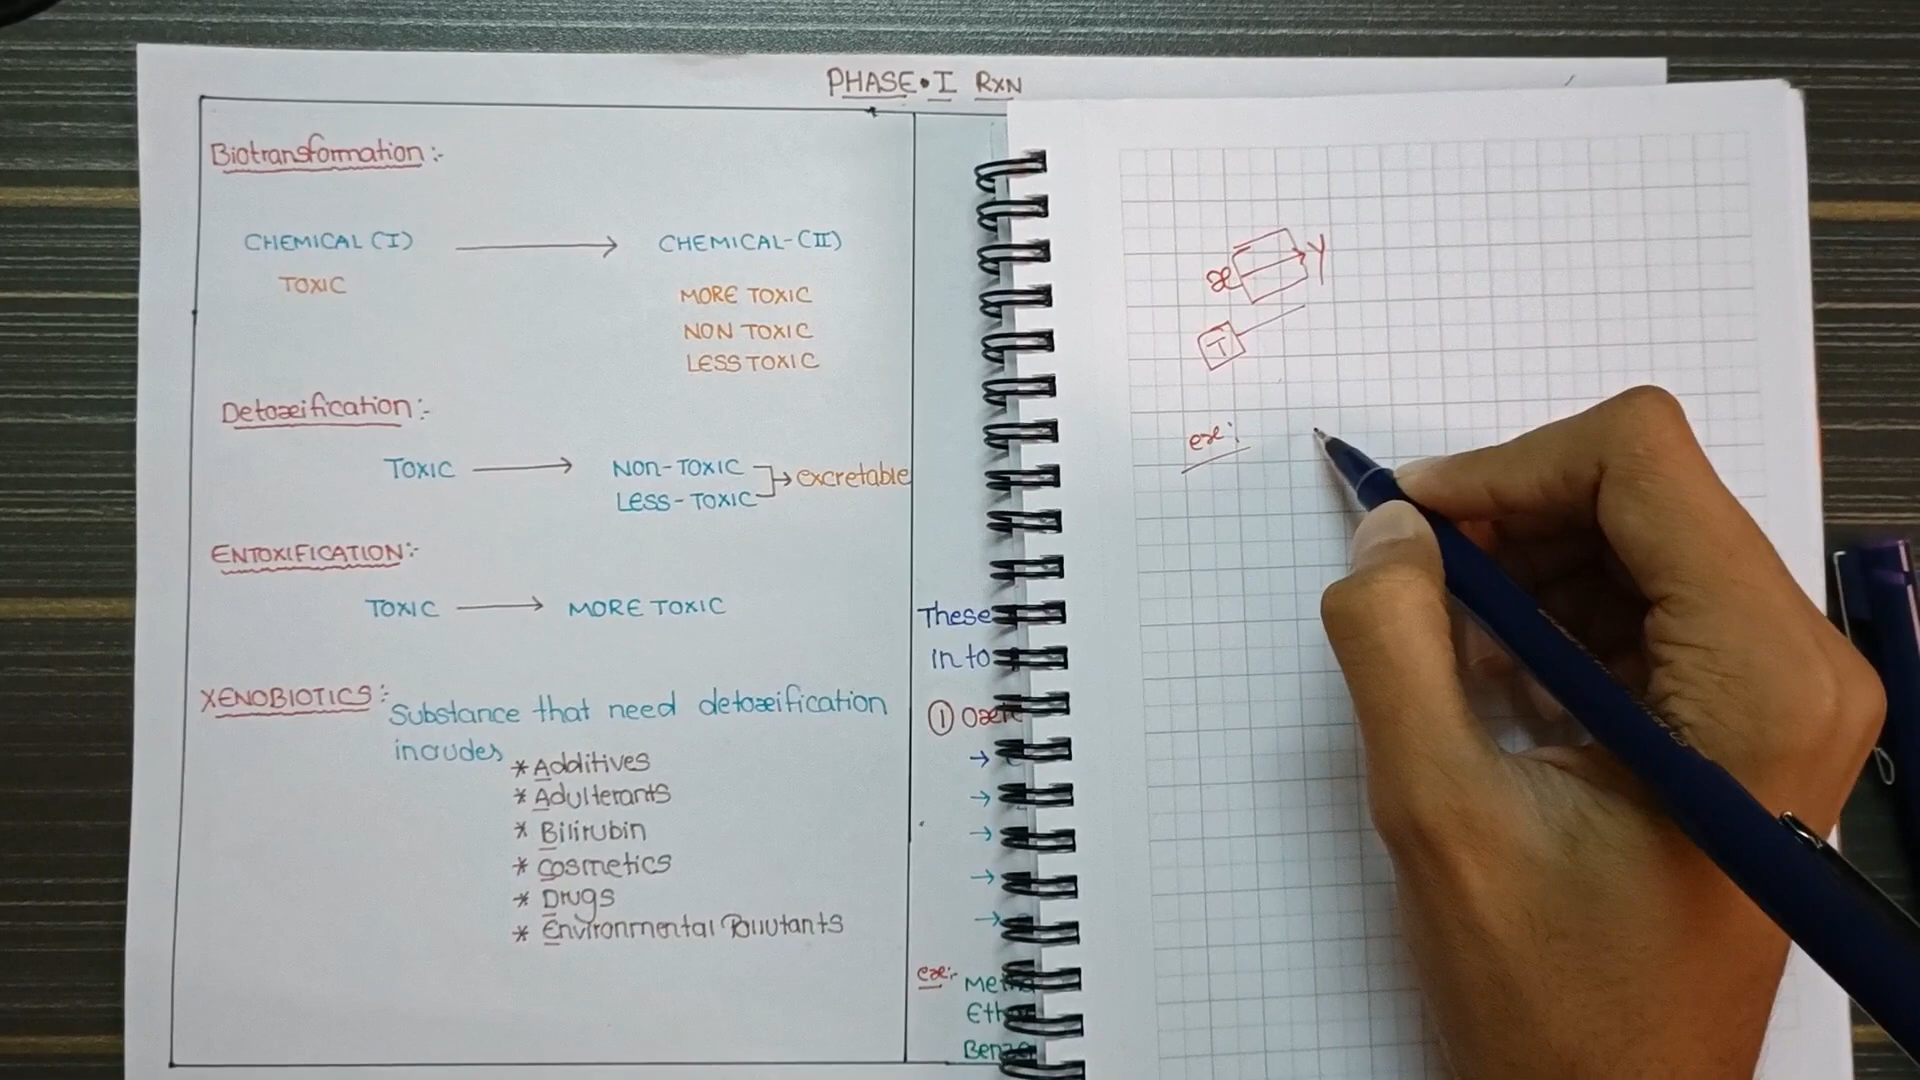 PHASE•I RXN
Biotransformation:-
CHEMICAL (I) → CHEMICAL-(II)
TOXIC
MORE TOXIC
NON TOXIC
LESS TOXIC
Detoxification:-
TOXIC → NON-TOXIC
LESS-TOXIC → excretable
ENTOXIFICATION:-
TOXIC → MORE TOXIC
XENOBIOTICS:- Substance that need detoxification
includes
* Additives
* Adulterants
* Bilirubin
* Cosmetics
* Drugs
* Environmental Pollutants
These
into
①
→
→
→
→
→
ex:-
x → y
T
ex: